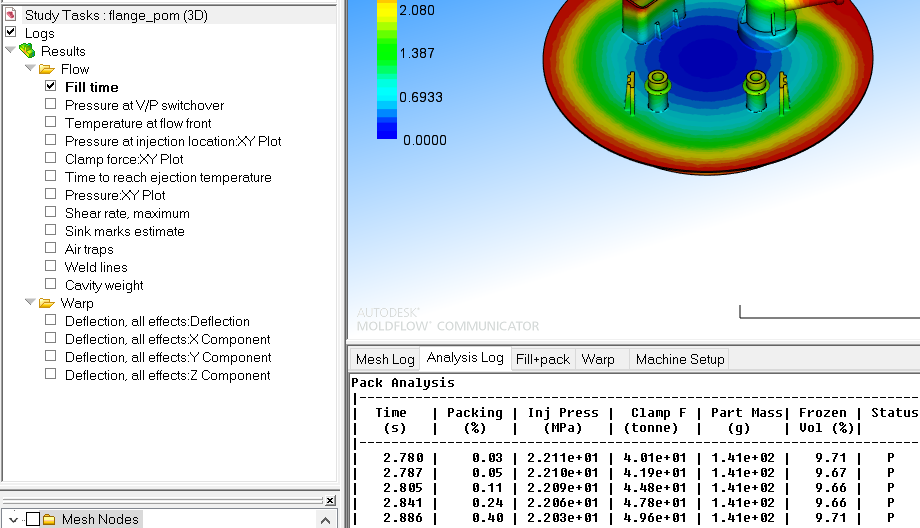 Study Tasks : flange_pom (3D)
Logs
Results
Flow
Fill time
Pressure at V/P switchover
Temperature at flow front
Pressure at injection location:XY Plot
Clamp force:XY Plot
Time to reach ejection temperature
Pressure:XY Plot
Shear rate, maximum
Sink marks estimate
Air traps
Weld lines
Cavity weight
Warp
Deflection, all effects:Deflection
Deflection, all effects:X Component
Deflection, all effects:Y Component
Deflection, all effects:Z Component
Mesh Nodes
2.080
1.387
0.6933
0.0000
AUTODESK®
MOLDFLOW® COMMUNICATOR
Mesh Log Analysis Log Fill+pack Warp Machine Setup
Pack Analysis
|---------------------------------------------------------------
| Time | Packing | Inj Press | Clamp F | Part Mass| Frozen | Status
| (s) | (%) | (MPa) | (tonne) | (g) | Vol (%)|
|---------------------------------------------------------------
| 2.780 | 0.03 | 2.211e+01 | 4.01e+01 | 1.41e+02 | 9.71 | P
| 2.787 | 0.05 | 2.210e+01 | 4.19e+01 | 1.41e+02 | 9.67 | P
| 2.805 | 0.11 | 2.209e+01 | 4.48e+01 | 1.41e+02 | 9.66 | P
| 2.841 | 0.24 | 2.206e+01 | 4.78e+01 | 1.41e+02 | 9.66 | P
| 2.886 | 0.40 | 2.203e+01 | 4.96e+01 | 1.41e+02 | 9.71 | P